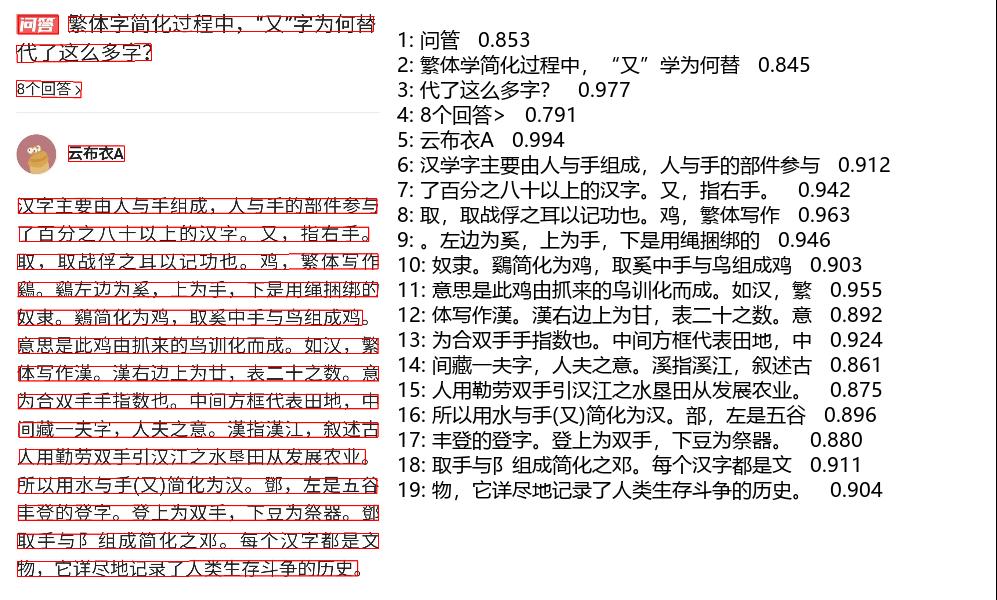 问答 繁体字简化过程中，“又”字为何替
代了这么多字？
8个回答 >
云布衣A
汉字主要由人与手组成，人与手的部件参与
了百分之八十以上的汉字。又，指右手。
取，取战俘之耳以记功也。鸡，繁体写作
鷄。鷄左边为奚，上为手，下是用绳捆绑的
奴隶。鷄简化为鸡，取奚中手与鸟组成鸡。
意思是此鸡由抓来的鸟训化而成。如汉，繁
体写作漢。漢右边上为廿，表二十之数。意
为合双手手指数也。中间方框代表田地，中
间藏一夫字，人夫之意。漢指漢江，叙述古
人用勤劳双手引汉江之水垦田从发展农业。
所以用水与手(又)简化为汉。鄧，左是五谷
丰登的登字。登上为双手，下豆为祭器。鄧
取手与阝组成简化之邓。每个汉字都是文
物，它详尽地记录了人类生存斗争的历史。
1: 问答 0.853
2: 繁体学简化过程中，“又”学为何替 0.845
3: 代了这么多字？ 0.977
4: 8个回答> 0.791
5: 云布衣A 0.994
6: 汉学字主要由人与手组成，人与手的部件参与 0.912
7: 了百分之八十以上的汉字。又，指右手。 0.942
8: 取，取战俘之耳以记功也。鸡，繁体写作 0.963
9: 。左边为奚，上为手，下是用绳捆绑的 0.946
10: 奴隶。鷄简化为鸡，取奚中手与鸟组成鸡 0.903
11: 意思是此鸡由抓来的鸟训化而成。如汉，繁 0.955
12: 体写作漢。漢右边上为甘，表二十之数。意 0.892
13: 为合双手手指数也。中间方框代表田地，中 0.924
14: 间藏一夫字，人夫之意。溪指溪江，叙述古 0.861
15: 人用勒劳双手引汉江之水垦田从发展农业。 0.875
16: 所以用水与手(又)简化为汉。部，左是五谷 0.896
17: 丰登的登字。登上为双手，下豆为祭器。 0.880
18: 取手与阝组成简化之邓。每个汉字都是文 0.911
19: 物，它详尽地记录了人类生存斗争的历史。 0.904